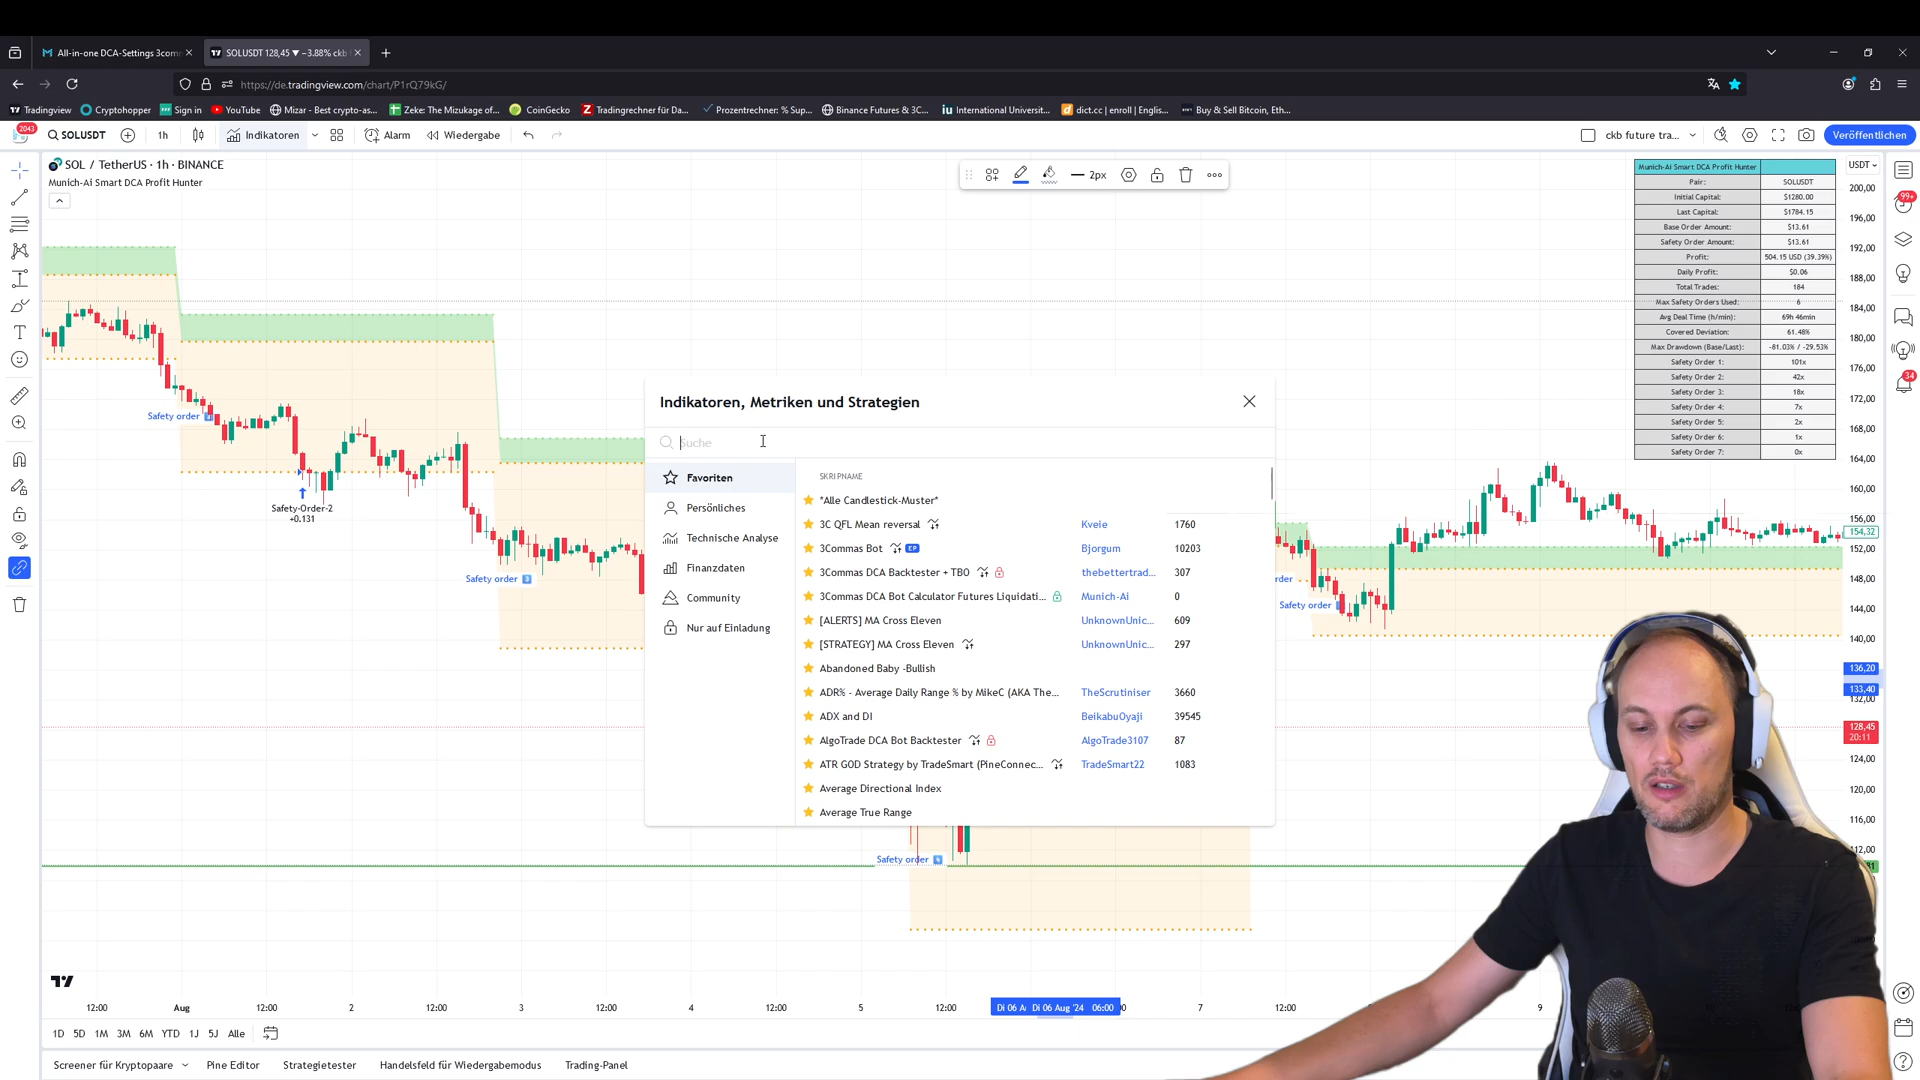 All-in-one DCA-Settings 3com
SOLUSDT 128,45 ▼ −3.88% ckb
https://de.tradingview.com/chart/P1rQ79kG/
Tradingview
Cryptohopper
Sign in
YouTube
Mizar - Best crypto-as...
Zeke: The Mizukage of...
CoinGecko
Tradingrechner für Da...
Prozentrechner: % Sup...
Binance Futures & 3C...
International Universit...
dict.cc | enroll | Englis...
Buy & Sell Bitcoin, Eth...
2043
SOLUSDT
1h
Indikatoren
Alarm
Wiedergabe
ckb future tra...
Veröffentlichen
SOL / TetherUS · 1h · BINANCE
Munich-Ai Smart DCA Profit Hunter
2px
Munich-Ai Smart DCA Profit Hunter
Pair: SOLUSDT
Initial Capital: $1280.00
Last Capital: $1784.15
Base Order Amount: $13.61
Safety Order Amount: $13.61
Profit: 504.15 USD (39.39%)
Daily Profit: $0.06
Total Trades: 184
Max Safety Orders Used: 6
Avg Deal Time (h/min): 69h 46min
Covered Deviation: 61.48%
Max Drawdown (Base/Last): -81.03% / -29.53%
Safety Order 1: 101x
Safety Order 2: 42x
Safety Order 3: 18x
Safety Order 4: 7x
Safety Order 5: 2x
Safety Order 6: 1x
Safety Order 7: 0x
USDT
200,00
196,00
192,00
188,00
184,00
180,00
176,00
172,00
168,00
164,00
160,00
156,00
154,32
152,00
148,00
144,00
140,00
136,20
133,40
132,00
128,45
20:11
124,00
120,00
116,00
112,00
99+
34
Safety order
Safety-Order-2
+0.131
Safety order 3
Safety order
rder
Safety order
Indikatoren, Metriken und Strategien
Suche
Favoriten
Persönliches
Technische Analyse
Finanzdaten
Community
Nur auf Einladung
SKRIPNAME
*Alle Candlestick-Muster*
3C QFL Mean reversal Kveie 1760
3Commas Bot EP Bjorgum 10203
3Commas DCA Backtester + TBO thebettertrad... 307
3Commas DCA Bot Calculator Futures Liquidati... Munich-Ai 0
[ALERTS] MA Cross Eleven UnknownUnic... 609
[STRATEGY] MA Cross Eleven UnknownUnic... 297
Abandoned Baby -Bullish
ADR% - Average Daily Range % by MikeC (AKA The... TheScrutiniser 3660
ADX and DI BeikabuOyaji 39545
AlgoTrade DCA Bot Backtester AlgoTrade3107 87
ATR GOD Strategy by TradeSmart (PineConnec... TradeSmart22 1083
Average Directional Index
Average True Range
12:00
Aug
12:00
2
12:00
3
12:00
4
12:00
5
12:00
Di 06 A
Di 06 Aug '24 06:00
7
12:00
9
1D 5D 1M 3M 6M YTD 1J 5J Alle
Screener für Kryptopaare
Pine Editor
Strategietester
Handelsfeld für Wiedergabemodus
Trading-Panel